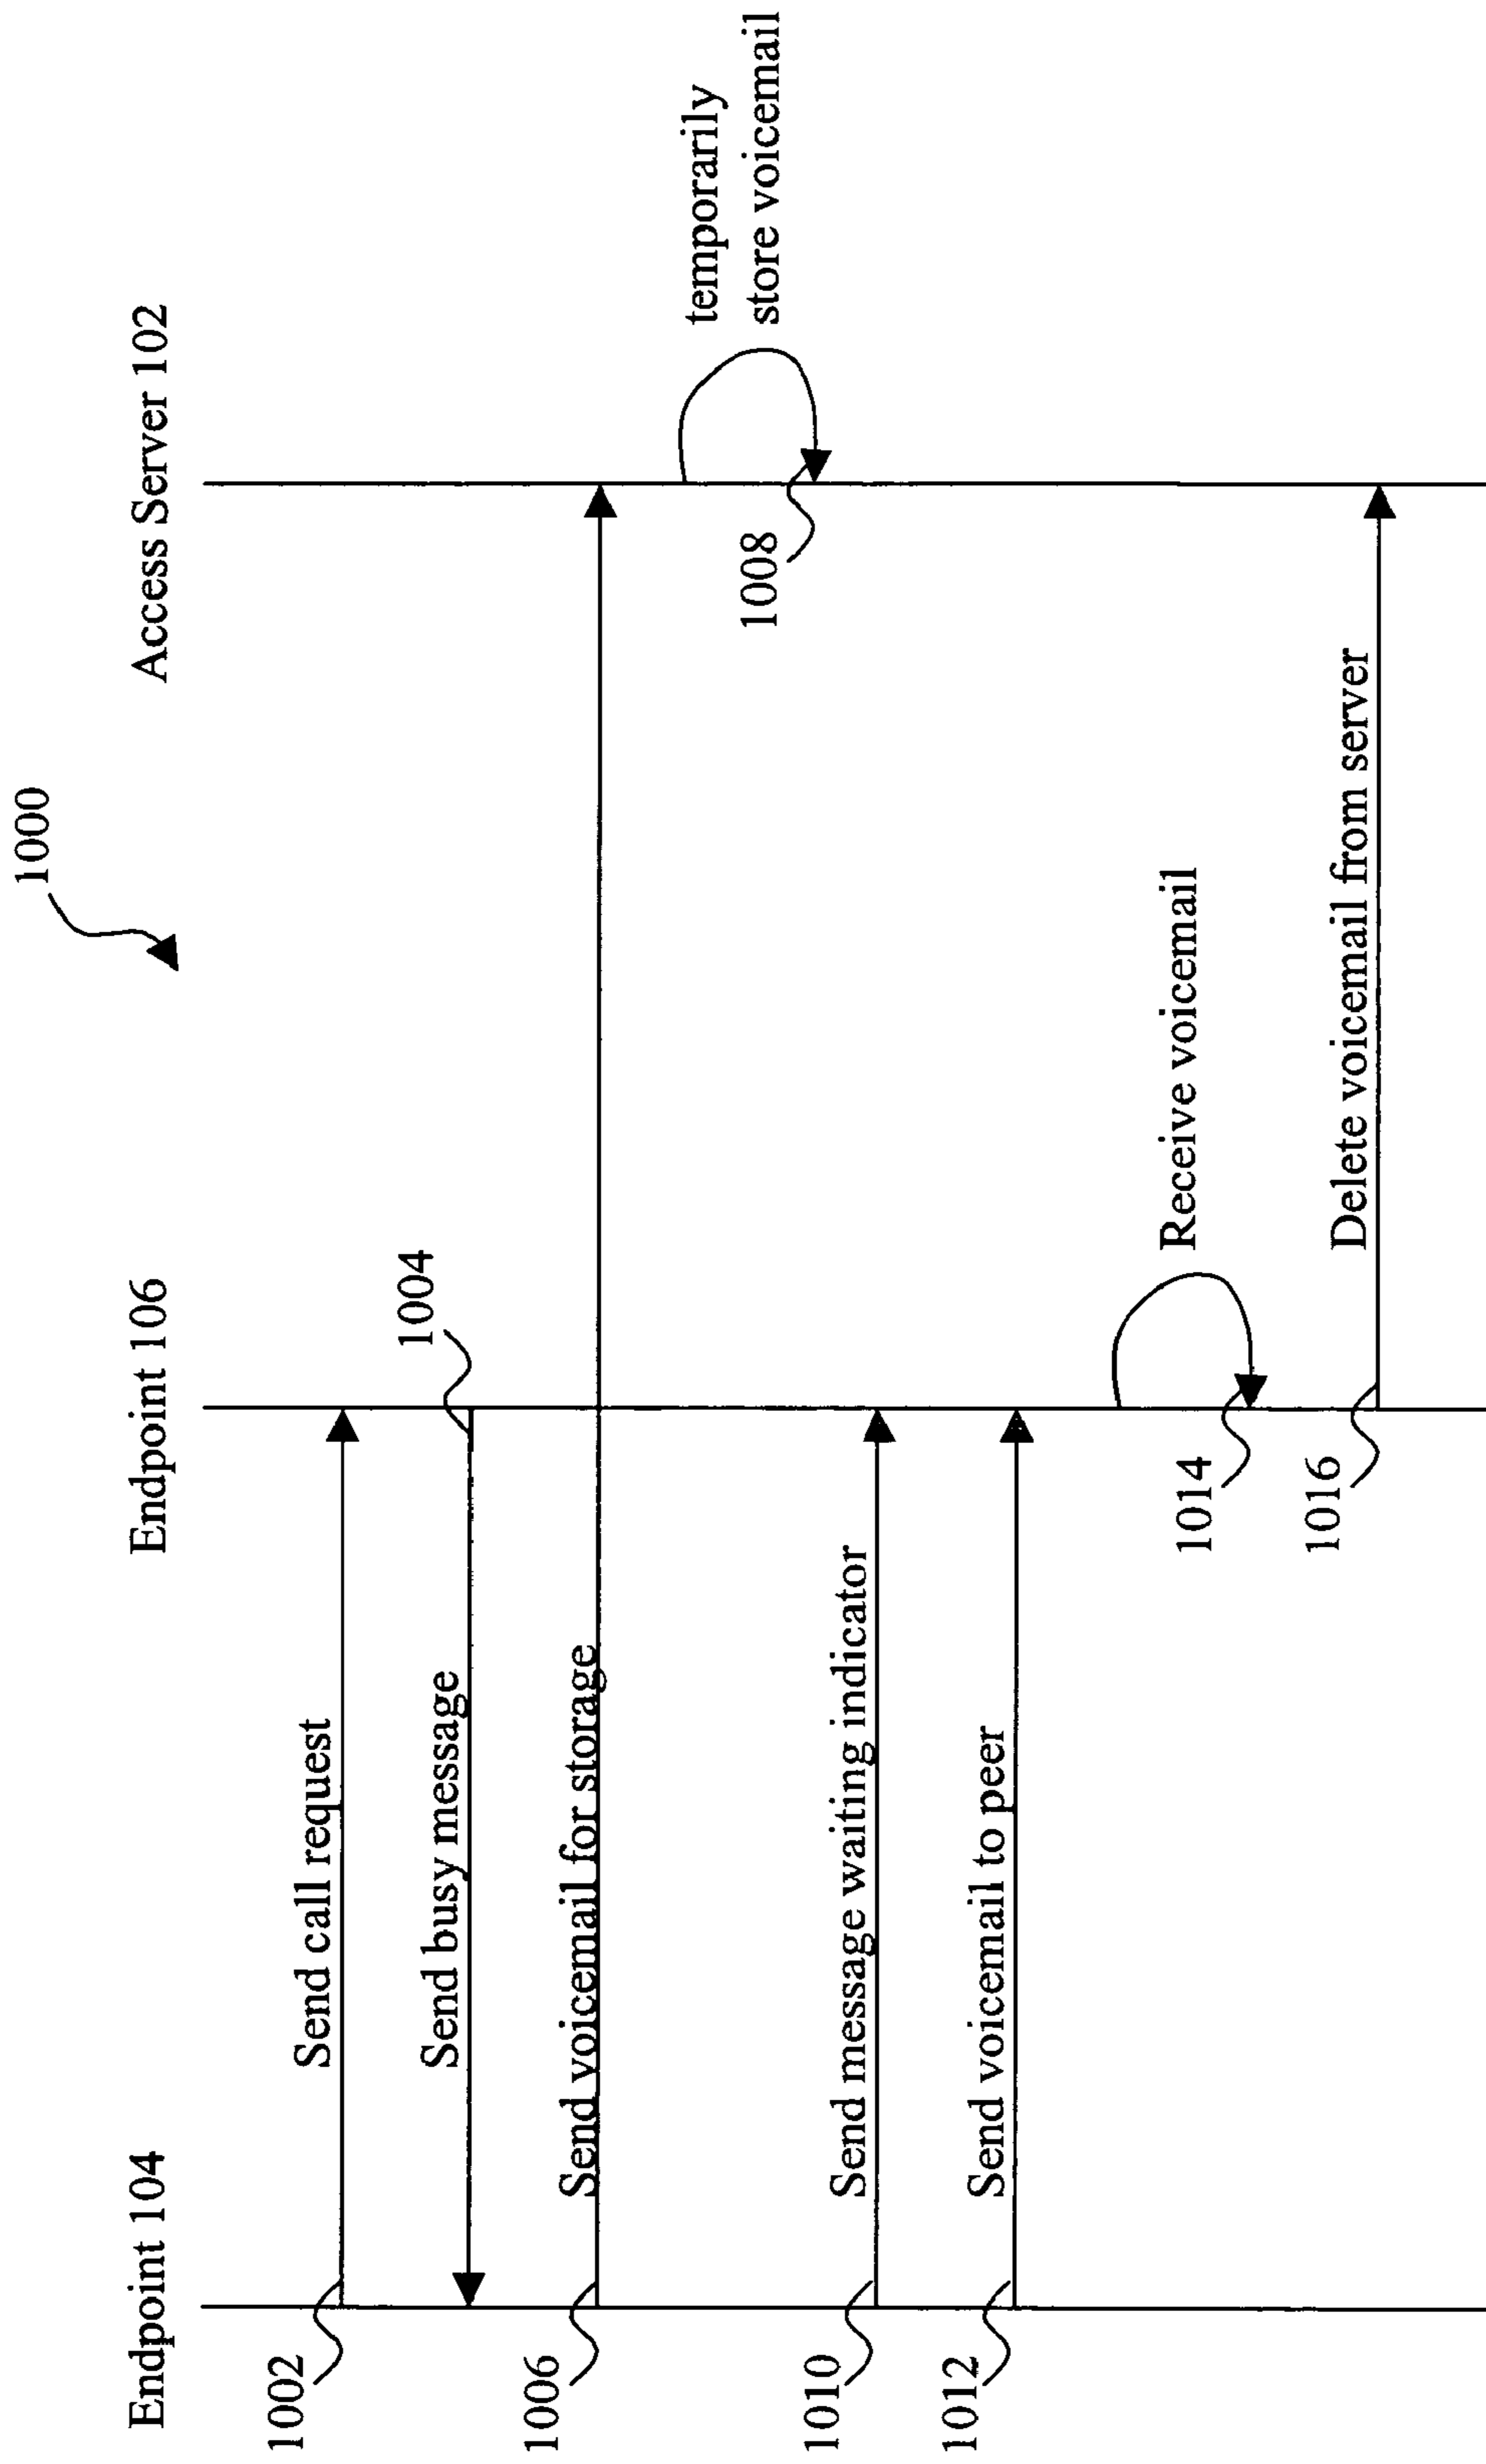 1000
Endpoint 104
Endpoint 106
Access Server 102
1002
Send call request
Send busy message
1004
1006
Send voicemail for storage
temporarily
store voicemail
1008
1010
Send message waiting indicator
1012
Send voicemail to peer
Receive voicemail
1014
1016
Delete voicemail from server